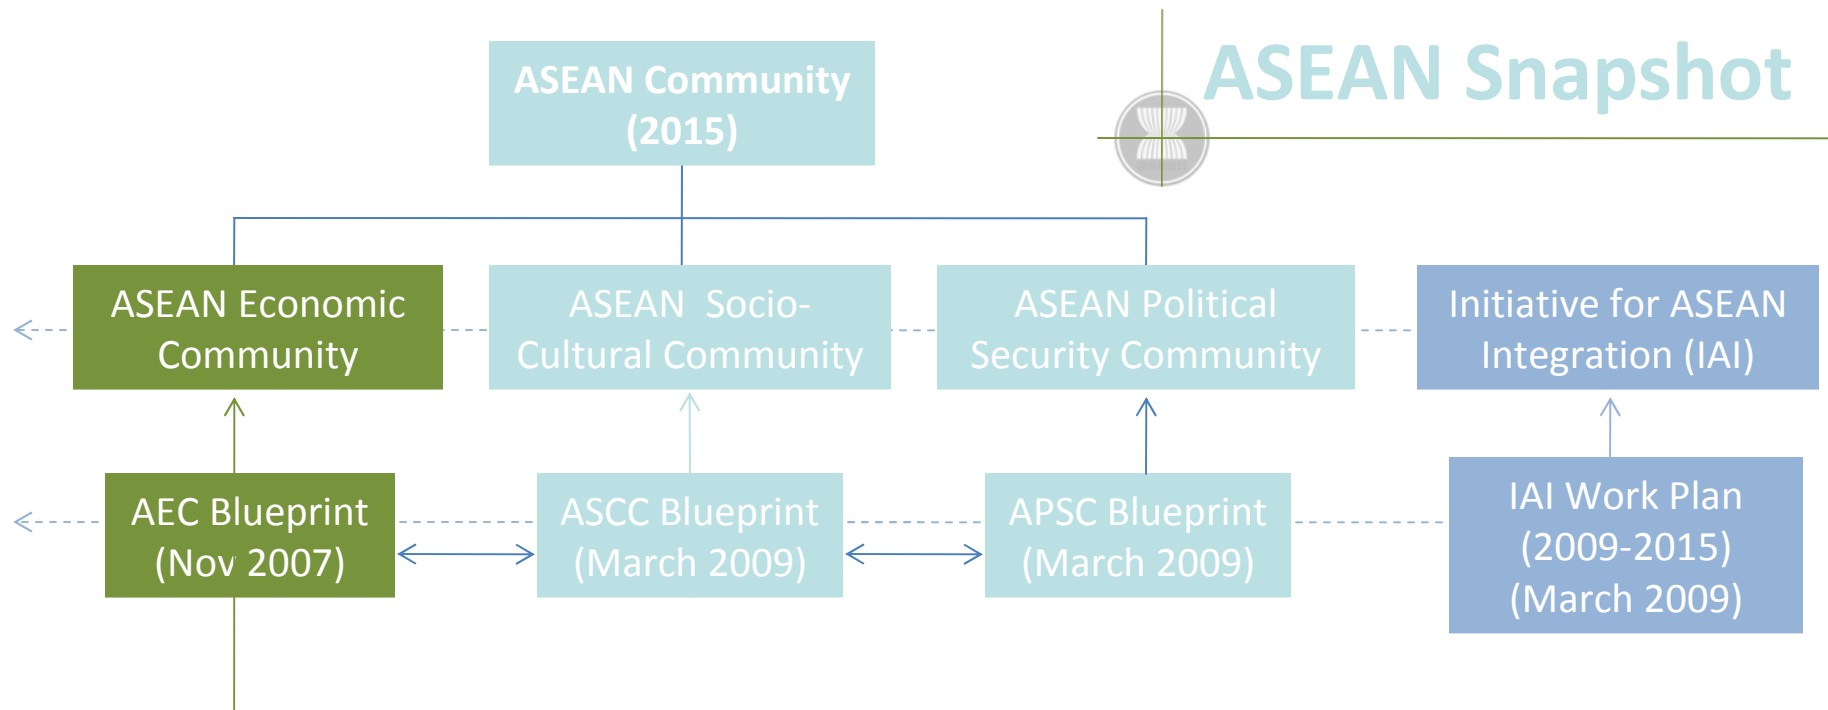 ASEAN Snapshot
ASEAN Community
(2015)
ASEAN Economic
Community
ASEAN Socio-
Cultural Community
ASEAN Political
Security Community
Initiative for ASEAN
Integration (IAI)
AEC Blueprint
(Nov 2007)
ASCC Blueprint
(March 2009)
APSC Blueprint
(March 2009)
IAI Work Plan
(2009-2015)
(March 2009)